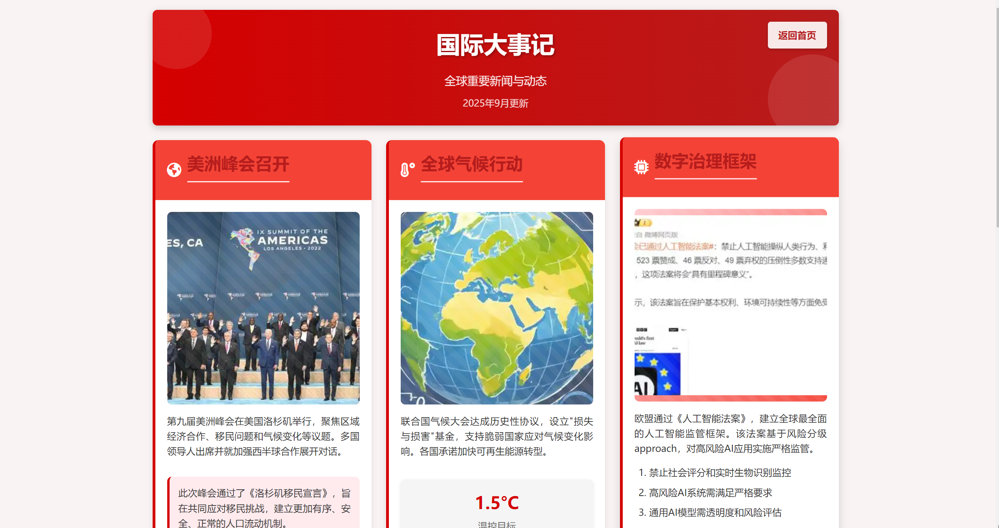 国际大事记
返回首页
全球重要新闻与动态
2025年9月更新
美洲峰会召开
ES, CA
IX SUMMIT OF THE
AMERICAS
LOS ANGELES • 2022
第九届美洲峰会在美国洛杉矶举行，聚焦区域
经济合作、移民问题和气候变化等议题。多国
领导人出席并就加强西半球合作展开对话。
此次峰会通过了《洛杉矶移民宣言》，旨
在共同应对移民挑战，建立更加有序、安
全、正常的人口流动机制。
全球气候行动
联合国气候大会达成历史性协议，设立"损失
与损害"基金，支持脆弱国家应对气候变化影
响。各国承诺加快可再生能源转型。
1.5°C
温控目标
数字治理框架
自 微博网页版
会已通过人工智能法案#：禁止人工智能操纵人类行为、利
523 票赞成、46 票反对、49 票弃权的压倒性多数支持通
，这项法案将会“具有里程碑意义”。
示，该法案旨在保护基本权利、环境可持续性等方面免受
world's first
AI law
AI
欧盟通过《人工智能法案》，建立全球最全面
的人工智能监管框架。该法案基于风险分级
approach，对高风险AI应用实施严格监管。
1. 禁止社会评分和实时生物识别监控
2. 高风险AI系统需满足严格要求
3. 通用AI模型需透明度和风险评估